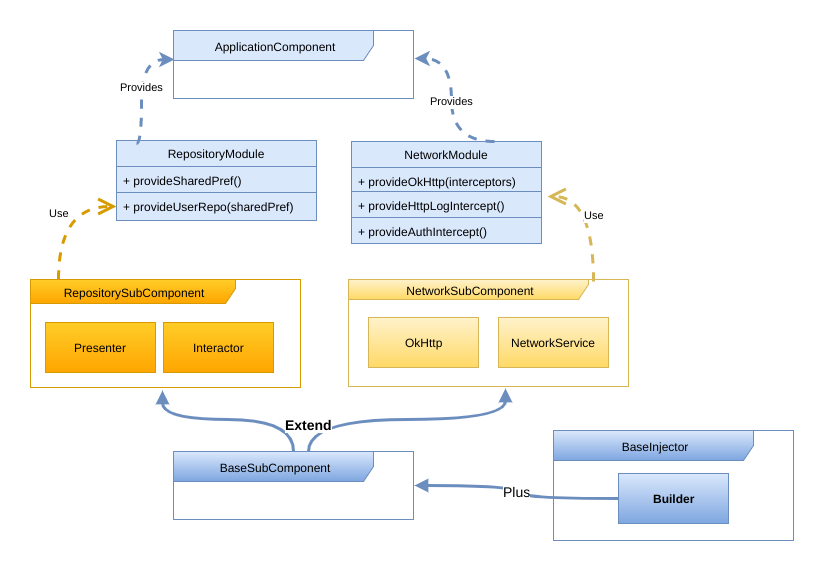 ApplicationComponent
Provides
Provides
RepositoryModule
+ provideSharedPref()
+ provideUserRepo(sharedPref)
NetworkModule
+ provideOkHttp(interceptors)
+ provideHttpLogIntercept()
+ provideAuthIntercept()
Use
Use
RepositorySubComponent
Presenter
Interactor
NetworkSubComponent
OkHttp
NetworkService
Extend
BaseSubComponent
Plus
BaseInjector
Builder